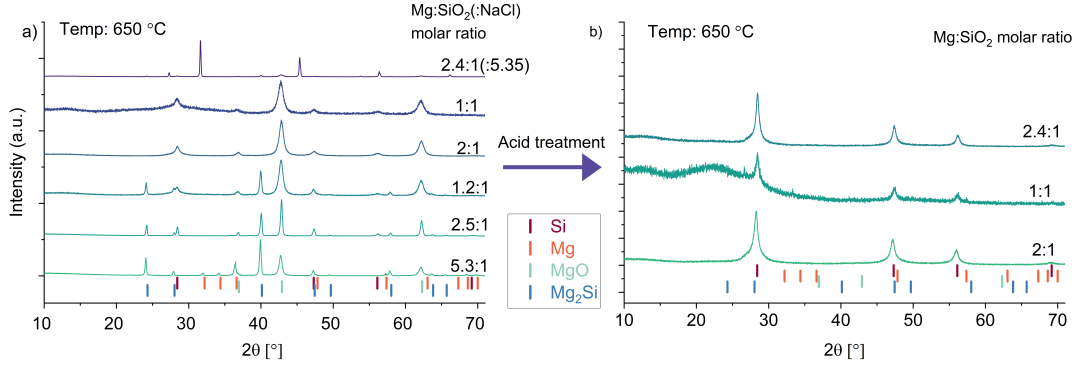 a)
Temp: 650 °C
Mg:SiO₂(:NaCl)
molar ratio
2.4:1(:5.35)
1:1
2:1
1.2:1
2.5:1
5.3:1
Intensity (a.u.)
10 20 30 40 50 60 70
2θ [°]
Acid treatment
Si
Mg
MgO
Mg₂Si
b)
Temp: 650 °C
Mg:SiO₂ molar ratio
2.4:1
1:1
2:1
10 20 30 40 50 60 70
2θ [°]